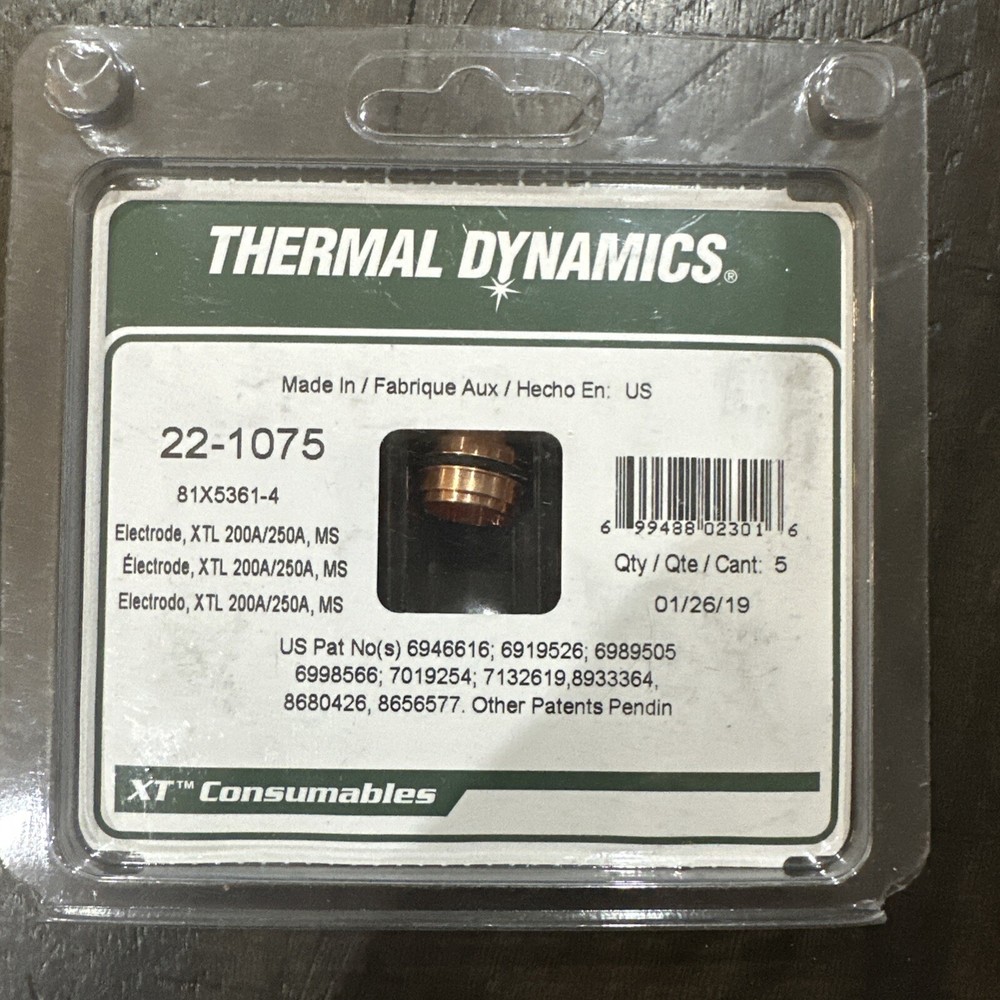 THERMAL DYNAMICS®
Made In / Fabrique Aux / Hecho En: US
22-1075
81X5361-4
Electrode, XTL 200A/250A, MS
Électrode, XTL 200A/250A, MS
Electrodo, XTL 200A/250A, MS
6 99488 02301 6
Qty / Qte / Cant: 5
01/26/19
US Pat No(s) 6946616; 6919526; 6989505
6998566; 7019254; 7132619,8933364,
8680426, 8656577. Other Patents Pendin
XT™ Consumables